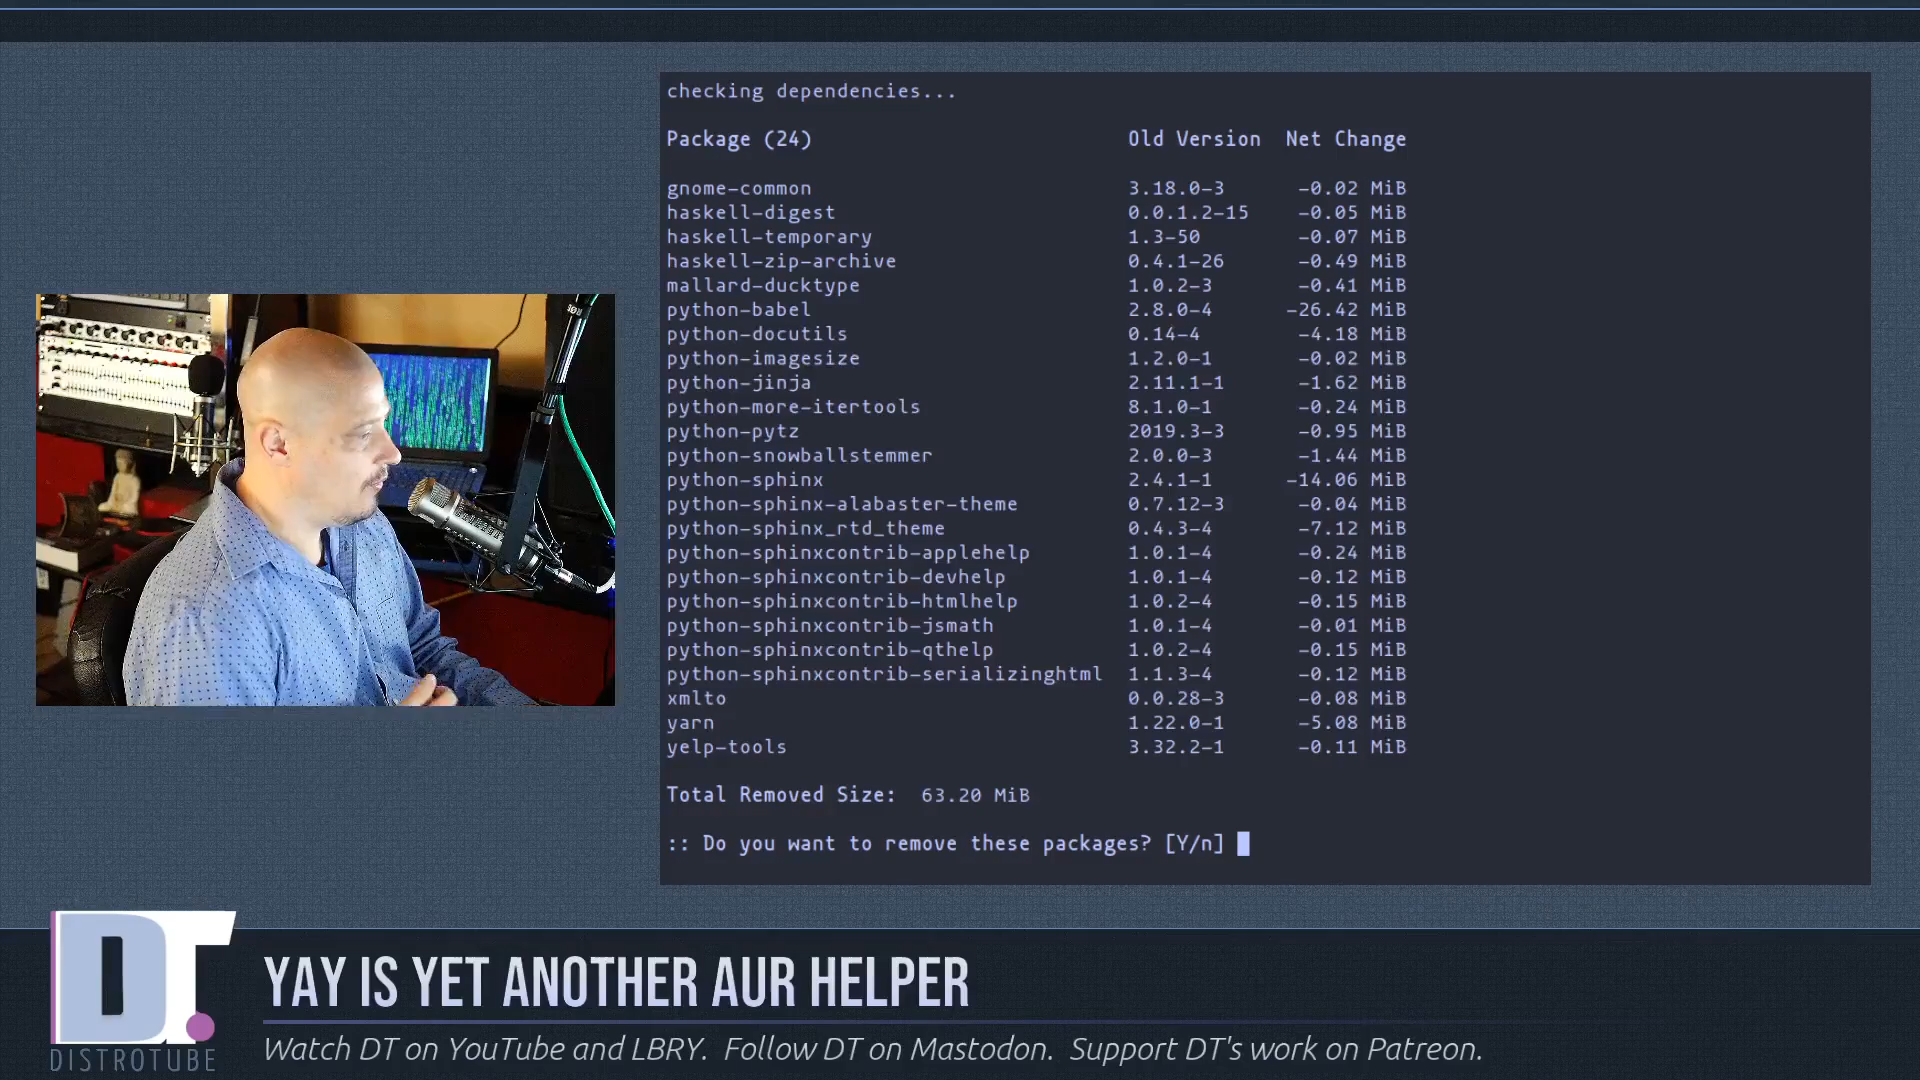 checking dependencies...
Package (24) Old Version Net Change
gnome-common 3.18.0-3 -0.02 MiB
haskell-digest 0.0.1.2-15 -0.05 MiB
haskell-temporary 1.3-50 -0.07 MiB
haskell-zip-archive 0.4.1-26 -0.49 MiB
mallard-ducktype 1.0.2-3 -0.41 MiB
python-babel 2.8.0-4 -26.42 MiB
python-docutils 0.14-4 -4.18 MiB
python-imagesize 1.2.0-1 -0.02 MiB
python-jinja 2.11.1-1 -1.62 MiB
python-more-itertools 8.1.0-1 -0.24 MiB
python-pytz 2019.3-3 -0.95 MiB
python-snowballstemmer 2.0.0-3 -1.44 MiB
python-sphinx 2.4.1-1 -14.06 MiB
python-sphinx-alabaster-theme 0.7.12-3 -0.04 MiB
python-sphinx_rtd_theme 0.4.3-4 -7.12 MiB
python-sphinxcontrib-applehelp 1.0.1-4 -0.24 MiB
python-sphinxcontrib-devhelp 1.0.1-4 -0.12 MiB
python-sphinxcontrib-htmlhelp 1.0.2-4 -0.15 MiB
python-sphinxcontrib-jsmath 1.0.1-4 -0.01 MiB
python-sphinxcontrib-qthelp 1.0.2-4 -0.15 MiB
python-sphinxcontrib-serializinghtml 1.1.3-4 -0.12 MiB
xmlto 0.0.28-3 -0.08 MiB
yarn 1.22.0-1 -5.08 MiB
yelp-tools 3.32.2-1 -0.11 MiB
Total Removed Size: 63.20 MiB
:: Do you want to remove these packages? [Y/n]
DT
DISTROTUBE
YAY IS YET ANOTHER AUR HELPER
Watch DT on YouTube and LBRY. Follow DT on Mastodon. Support DT's work on Patreon.